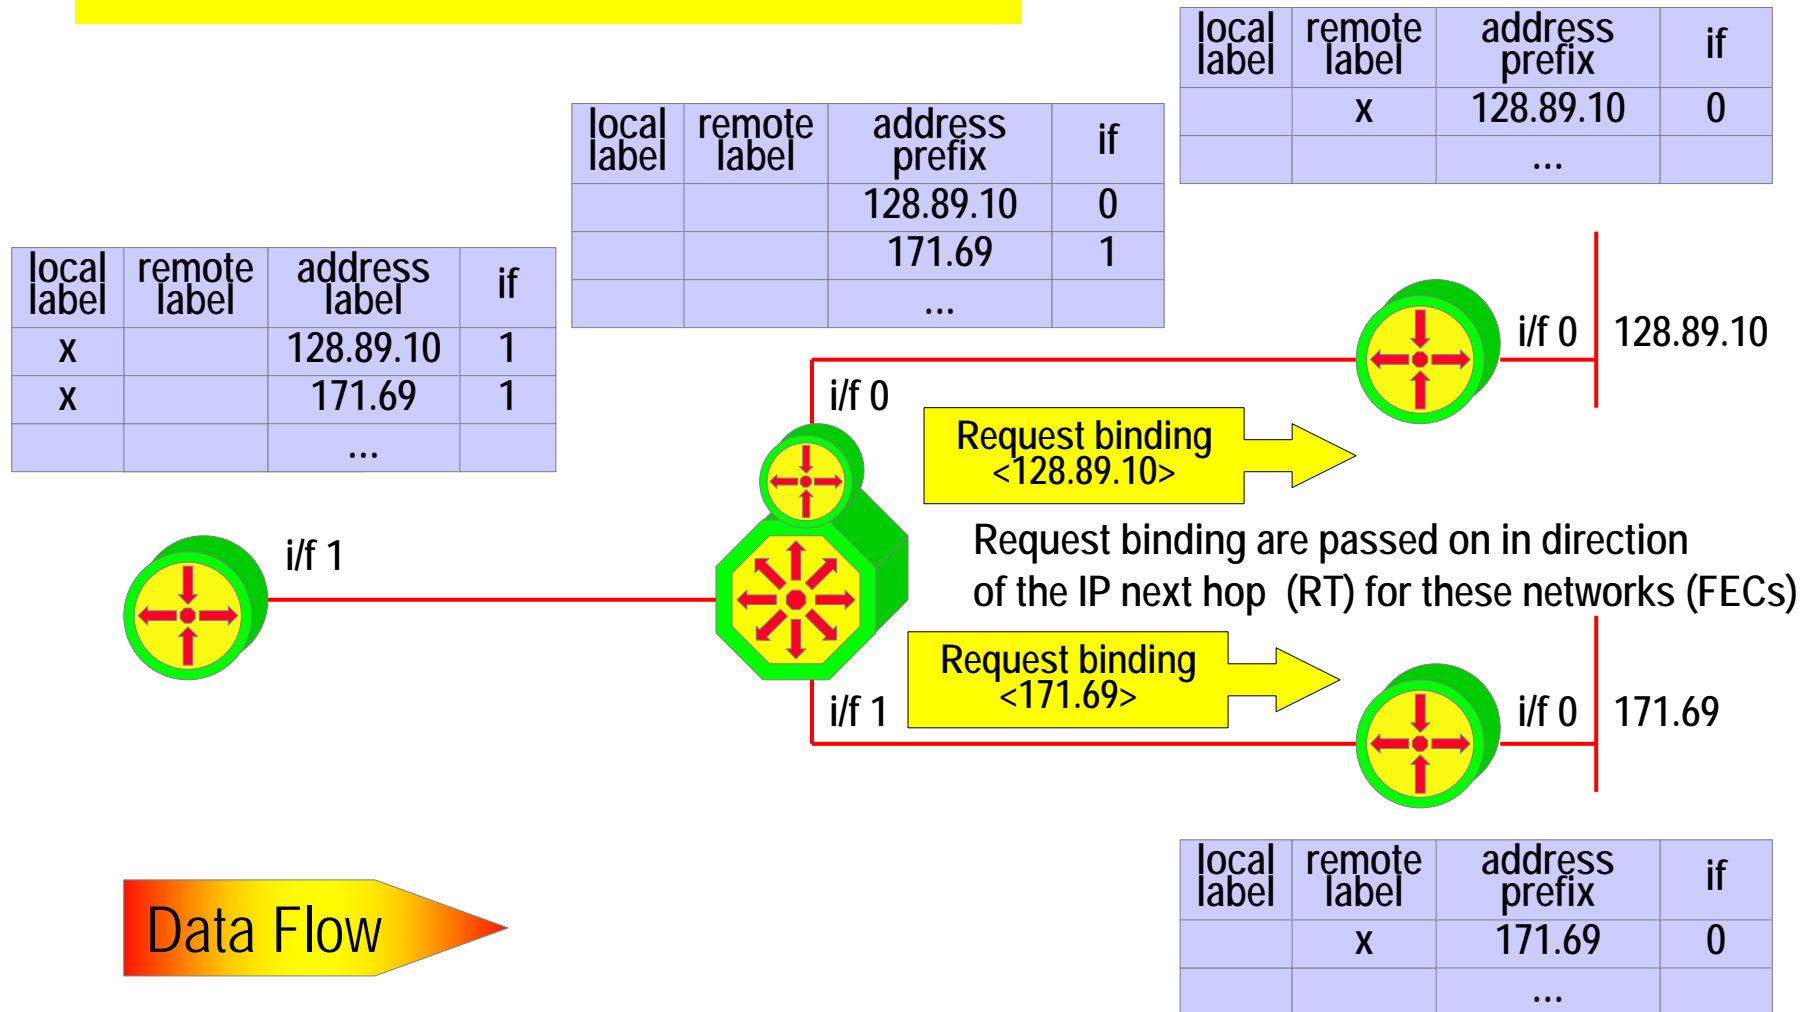 local label remote label address prefix if
x 128.89.10 0
...
local label remote label address prefix if
128.89.10 0
171.69 1
...
local label remote label address label if
x 128.89.10 1
x 171.69 1
...
i/f 0 128.89.10
i/f 0
Request binding
<128.89.10>
i/f 1
Request binding are passed on in direction
of the IP next hop (RT) for these networks (FECs)
Request binding
<171.69>
i/f 1
i/f 0 171.69
local label remote label address prefix if
x 171.69 0
...
Data Flow